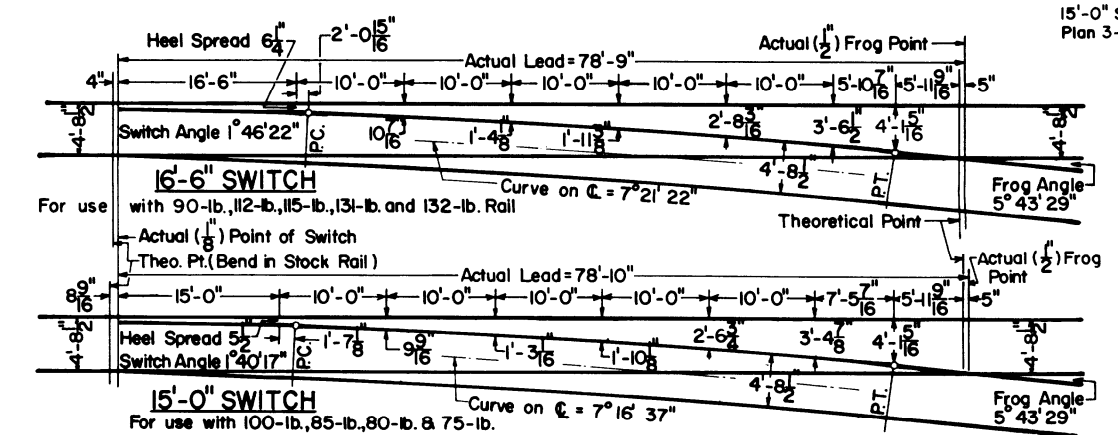 15'-0" S
Plan 3-
Heel Spread 6 1/4"
2'-0 15/16"
Actual (1/2") Frog Point
Actual Lead=78'-9"
4" 16'-6" 10'-0" 10'-0" 10'-0" 10'-0" 10'-0" 5'-10 7/16" 5'-11 9/16" 5"
4'-8 1/2"
Switch Angle 1°46'22"
P.C.
10 7/16"
1'-4 1/8"
1'-11 3/8"
2'-8 3/16"
3'-6 1/2"
4'-1 5/16"
4'-8 1/2"
4'-8 1/2"
P.T.
16'-6" SWITCH
Curve on ℄ = 7°21' 22"
Frog Angle
5° 43' 29"
For use with 90-lb.,112-lb.,115-lb.,131-lb. and 132-lb. Rail
Theoretical Point
Actual (1/8") Point of Switch
Theo. Pt.(Bend in Stock Rail)
Actual (1/2") Frog
Point
Actual Lead=78'-10"
8 9/16" 15'-0" 10'-0" 10'-0" 10'-0" 10'-0" 10'-0" 7'-5 7/16" 5'-11 9/16" 5"
4'-8 1/2"
Heel Spread 5 1/2"
Switch Angle 1°40'17"
P.C.
1'-7 1/8"
9 9/16"
1'-3 1/16"
1'-10 1/8"
2'-6 3/4"
3'-4 7/8"
4'-1 5/16"
4'-8 1/2"
4'-8 1/2"
P.T.
15'-0" SWITCH
Curve on ℄ = 7°16' 37"
Frog Angle
5° 43'29"
For use with 100-lb.,85-lb.,80-lb. & 75-lb.